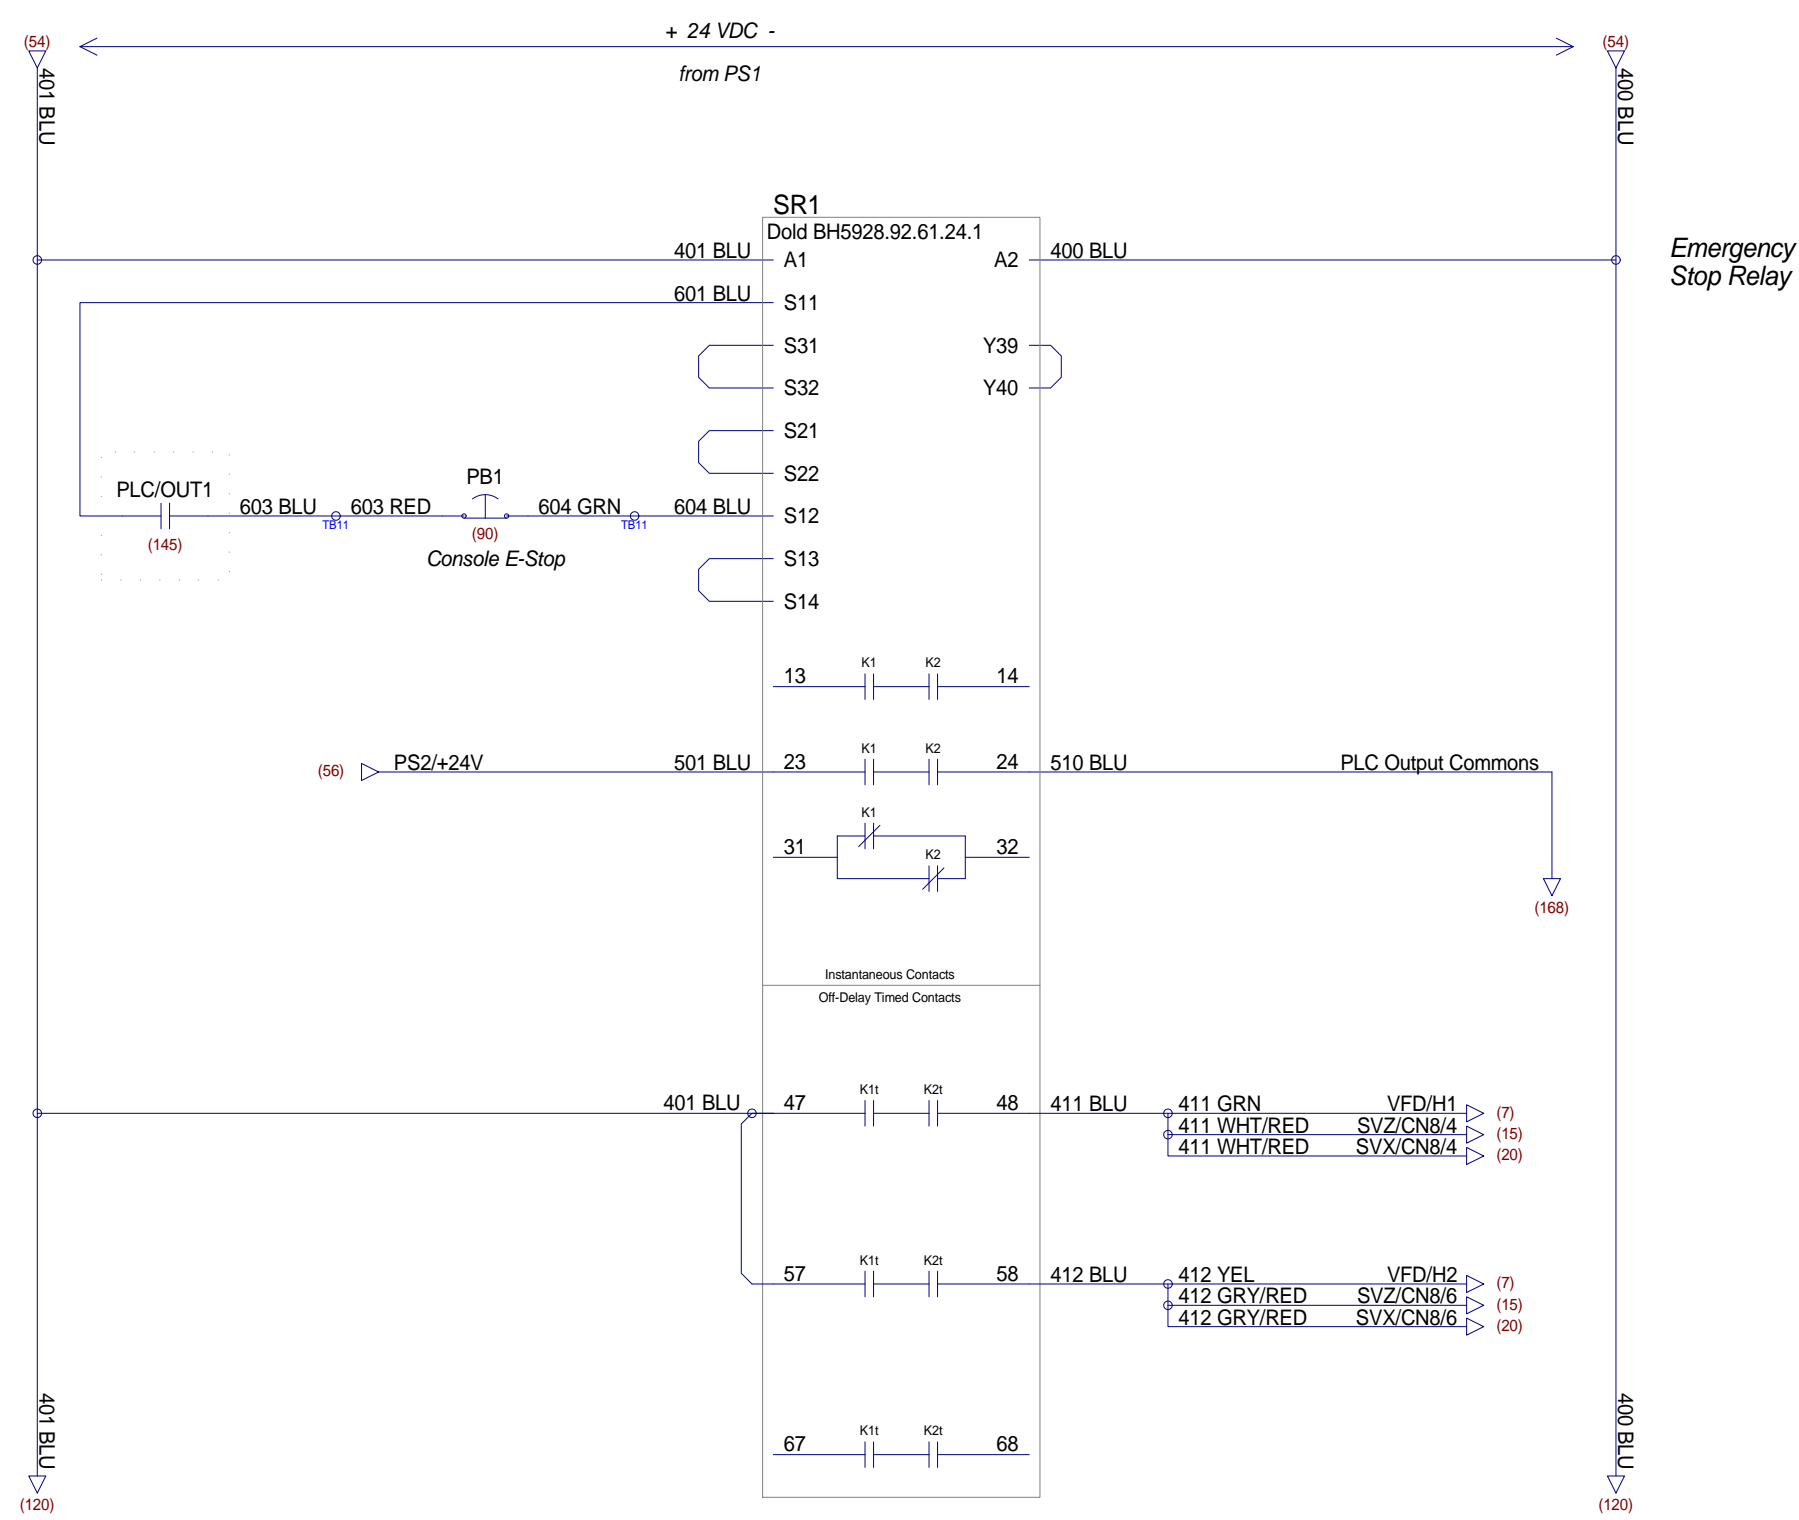 + 24 VDC -
(54)
(54)
from PS1
401 BLU
400 BLU
SR1
Dold BH5928.92.61.24.1
Emergency
Stop Relay
401 BLU A1 A2 400 BLU
601 BLU S11
S31 Y39
S32 Y40
S21
S22
PLC/OUT1 PB1
603 BLU 603 RED 604 GRN 604 BLU S12
TB11 TB11
(145) (90)
Console E-Stop
S13
S14
K1 K2
13 14
K1 K2
(56) PS2/+24V 501 BLU 23 24 510 BLU PLC Output Commons
K1
31 K2 32
(168)
Instantaneous Contacts
Off-Delay Timed Contacts
K1t K2t
401 BLU 47 48 411 BLU 411 GRN VFD/H1 (7)
411 WHT/RED SVZ/CN8/4 (15)
411 WHT/RED SVX/CN8/4 (20)
K1t K2t
57 58 412 BLU 412 YEL VFD/H2 (7)
412 GRY/RED SVZ/CN8/6 (15)
412 GRY/RED SVX/CN8/6 (20)
401 BLU
400 BLU
K1t K2t
67 68
(120)
(120)